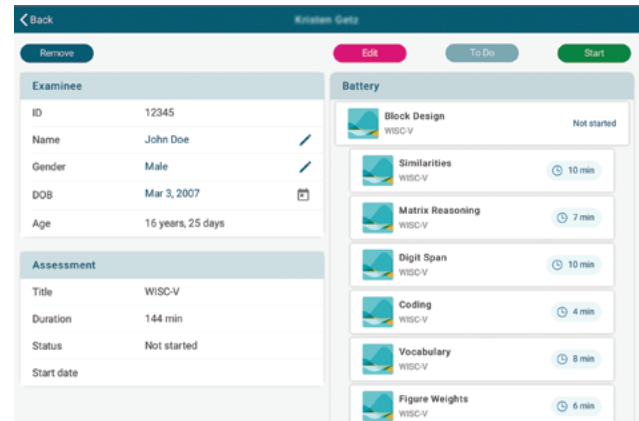 Back
Kristen Getz
Remove
Edit
To Do
Start
Examinee
ID 12345
Name John Doe
Gender Male
DOB Mar 3, 2007
Age 16 years, 25 days
Assessment
Title WISC-V
Duration 144 min
Status Not started
Start date
Battery
Block Design
WISC-V
Not started
Similarities
WISC-V
10 min
Matrix Reasoning
WISC-V
7 min
Digit Span
WISC-V
10 min
Coding
WISC-V
4 min
Vocabulary
WISC-V
8 min
Figure Weights
WISC-V
6 min